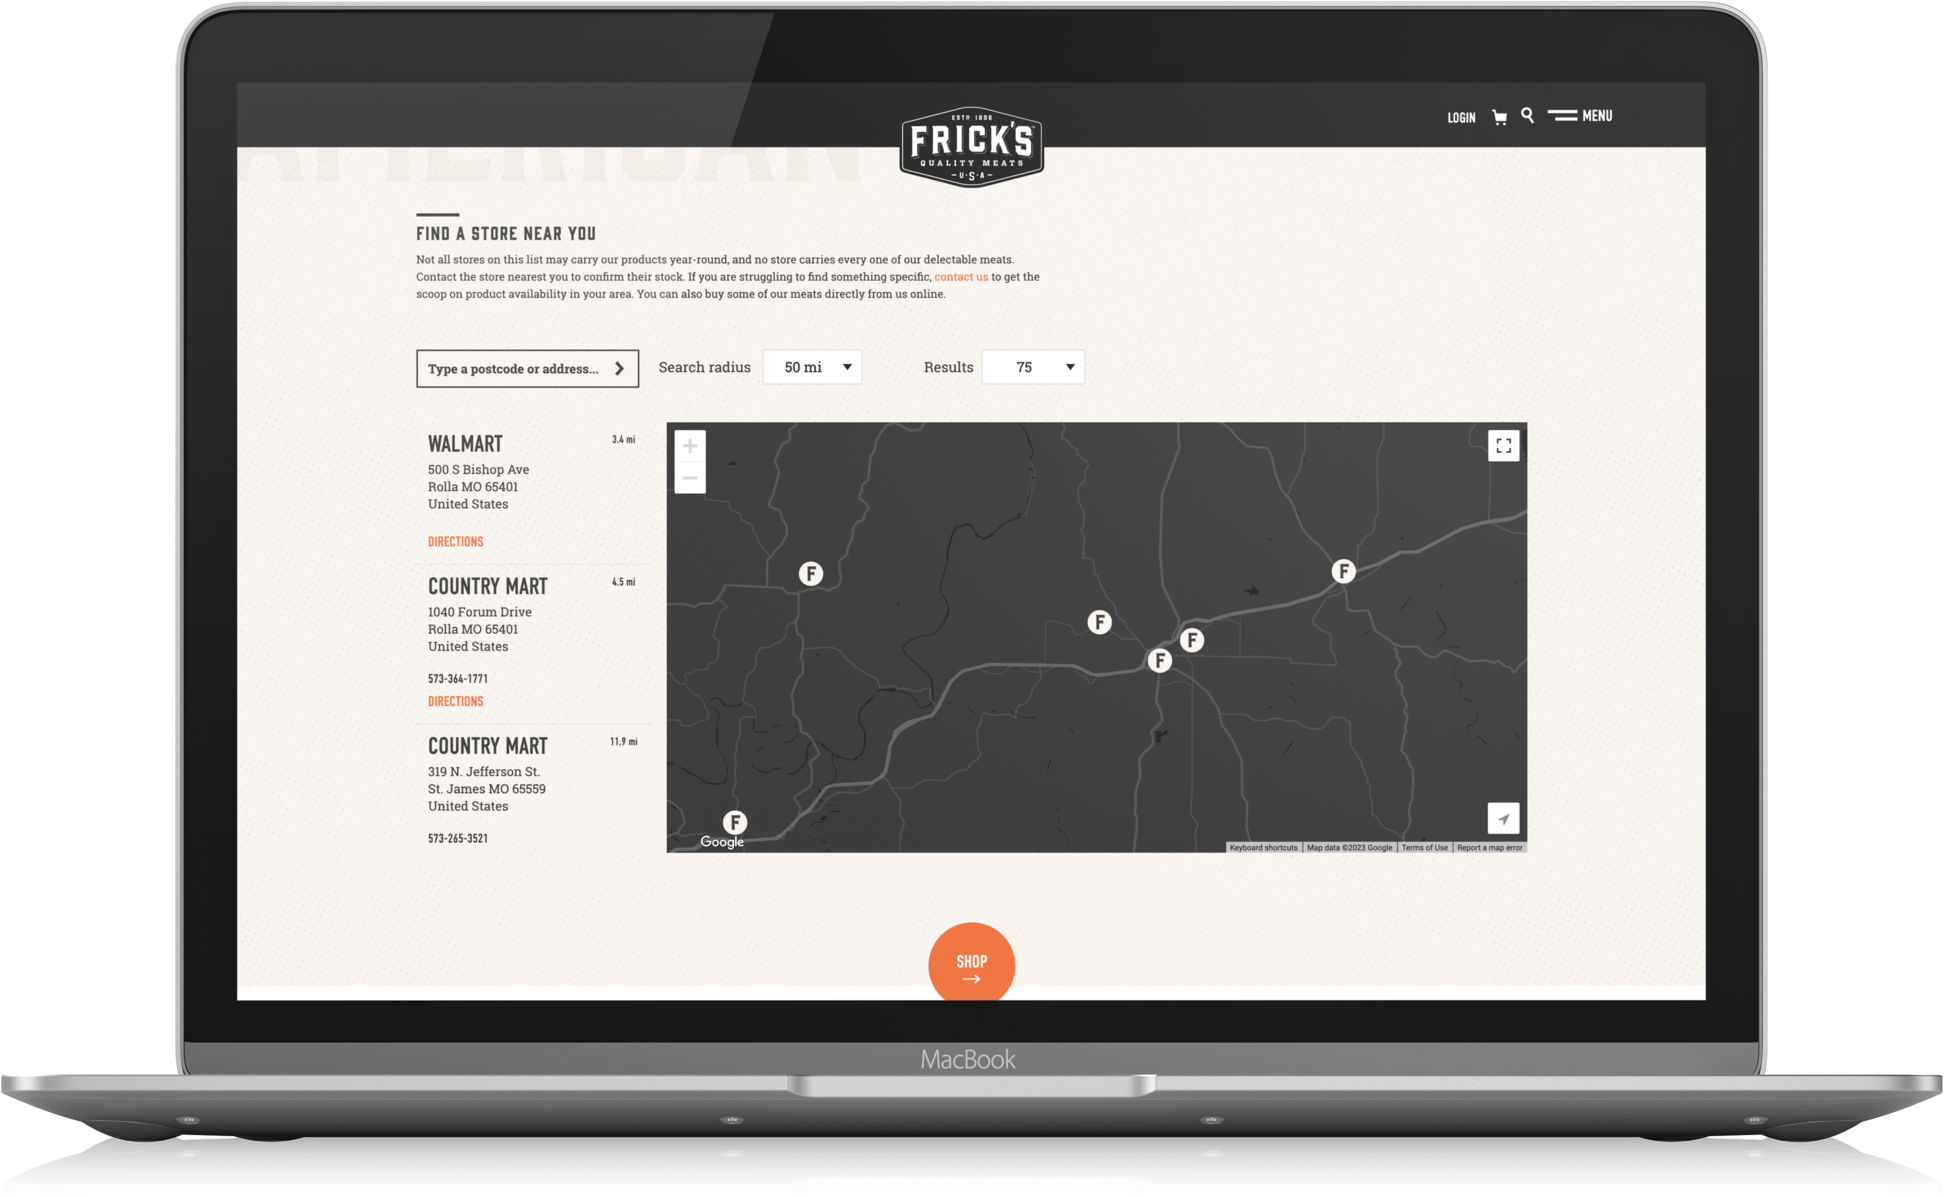 LOGIN
MENU
ESTD 1896
FRICK'S
QUALITY MEATS
U·S·A
AMERICAN
FIND A STORE NEAR YOU
Not all stores on this list may carry our products year-round, and no store carries every one of our delectable meats.
Contact the store nearest you to confirm their stock. If you are struggling to find something specific, contact us to get the
scoop on product availability in your area. You can also buy some of our meats directly from us online.
Type a postcode or address...
Search radius 50 mi
Results 75
WALMART 3.4 mi
500 S Bishop Ave
Rolla MO 65401
United States
DIRECTIONS
COUNTRY MART 4.5 mi
1040 Forum Drive
Rolla MO 65401
United States
573-364-1771
DIRECTIONS
COUNTRY MART 11.9 mi
319 N. Jefferson St.
St. James MO 65559
United States
573-265-3521
F
F
F
F
F
F
Google
Keyboard shortcuts Map data ©2023 Google Terms of Use Report a map error
SHOP
MacBook